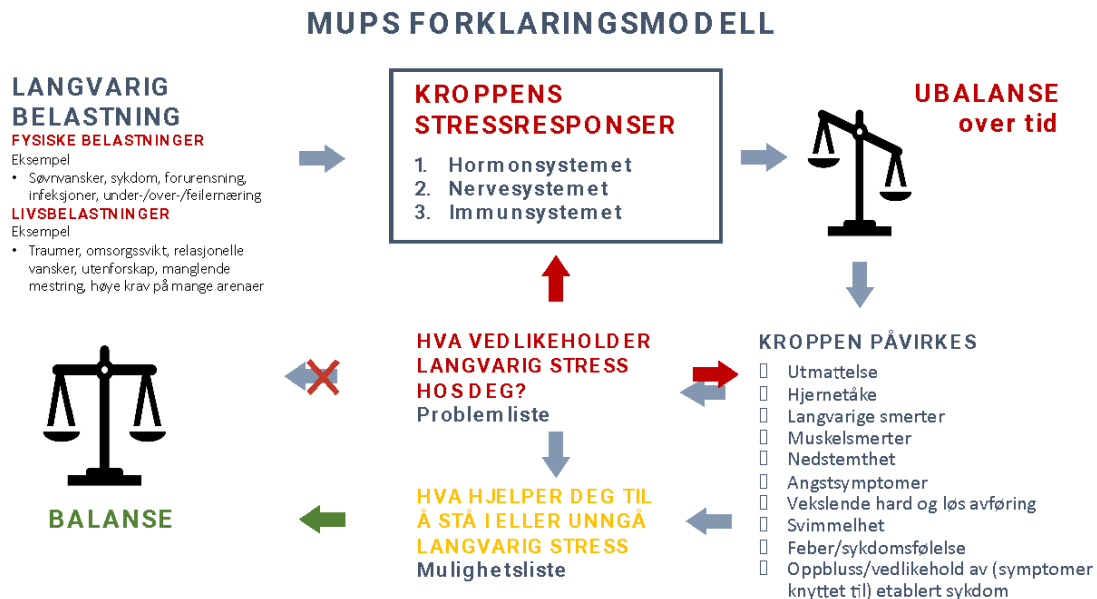 MUPS FORKLARINGSMODELL
LANGVARIG
BELASTNING
FYSISKE BELASTNINGER
Eksempel
• Søvnvansker, sykdom, forurensning,
infeksjoner, under-/over-/feilernæring
LIVSBELASTNINGER
Eksempel
• Traumer, omsorgssvikt, relasjonelle
vansker, utenforskap, manglende
mestring, høye krav på mange arenaer
KROPPENS
STRESSRESPONSER
1. Hormonsystemet
2. Nervesystemet
3. Immunsystemet
UBALANSE
over tid
HVA VEDLIKEHOLDER
LANGVARIG STRESS
HOS DEG?
Problemliste
KROPPEN PÅVIRKES
Utmattelse
Hjernetåke
Langvarige smerter
Muskelsmerter
Nedstemthet
Angstsymptomer
Vekslende hard og løs avføring
Svimmelhet
Feber/sykdomsfølelse
Oppbluss/vedlikehold av (symptomer
knyttet til) etablert sykdom
HVA HJELPER DEG TIL
Å STÅ I ELLER UNNGÅ
LANGVARIG STRESS
Mulighetsliste
BALANSE